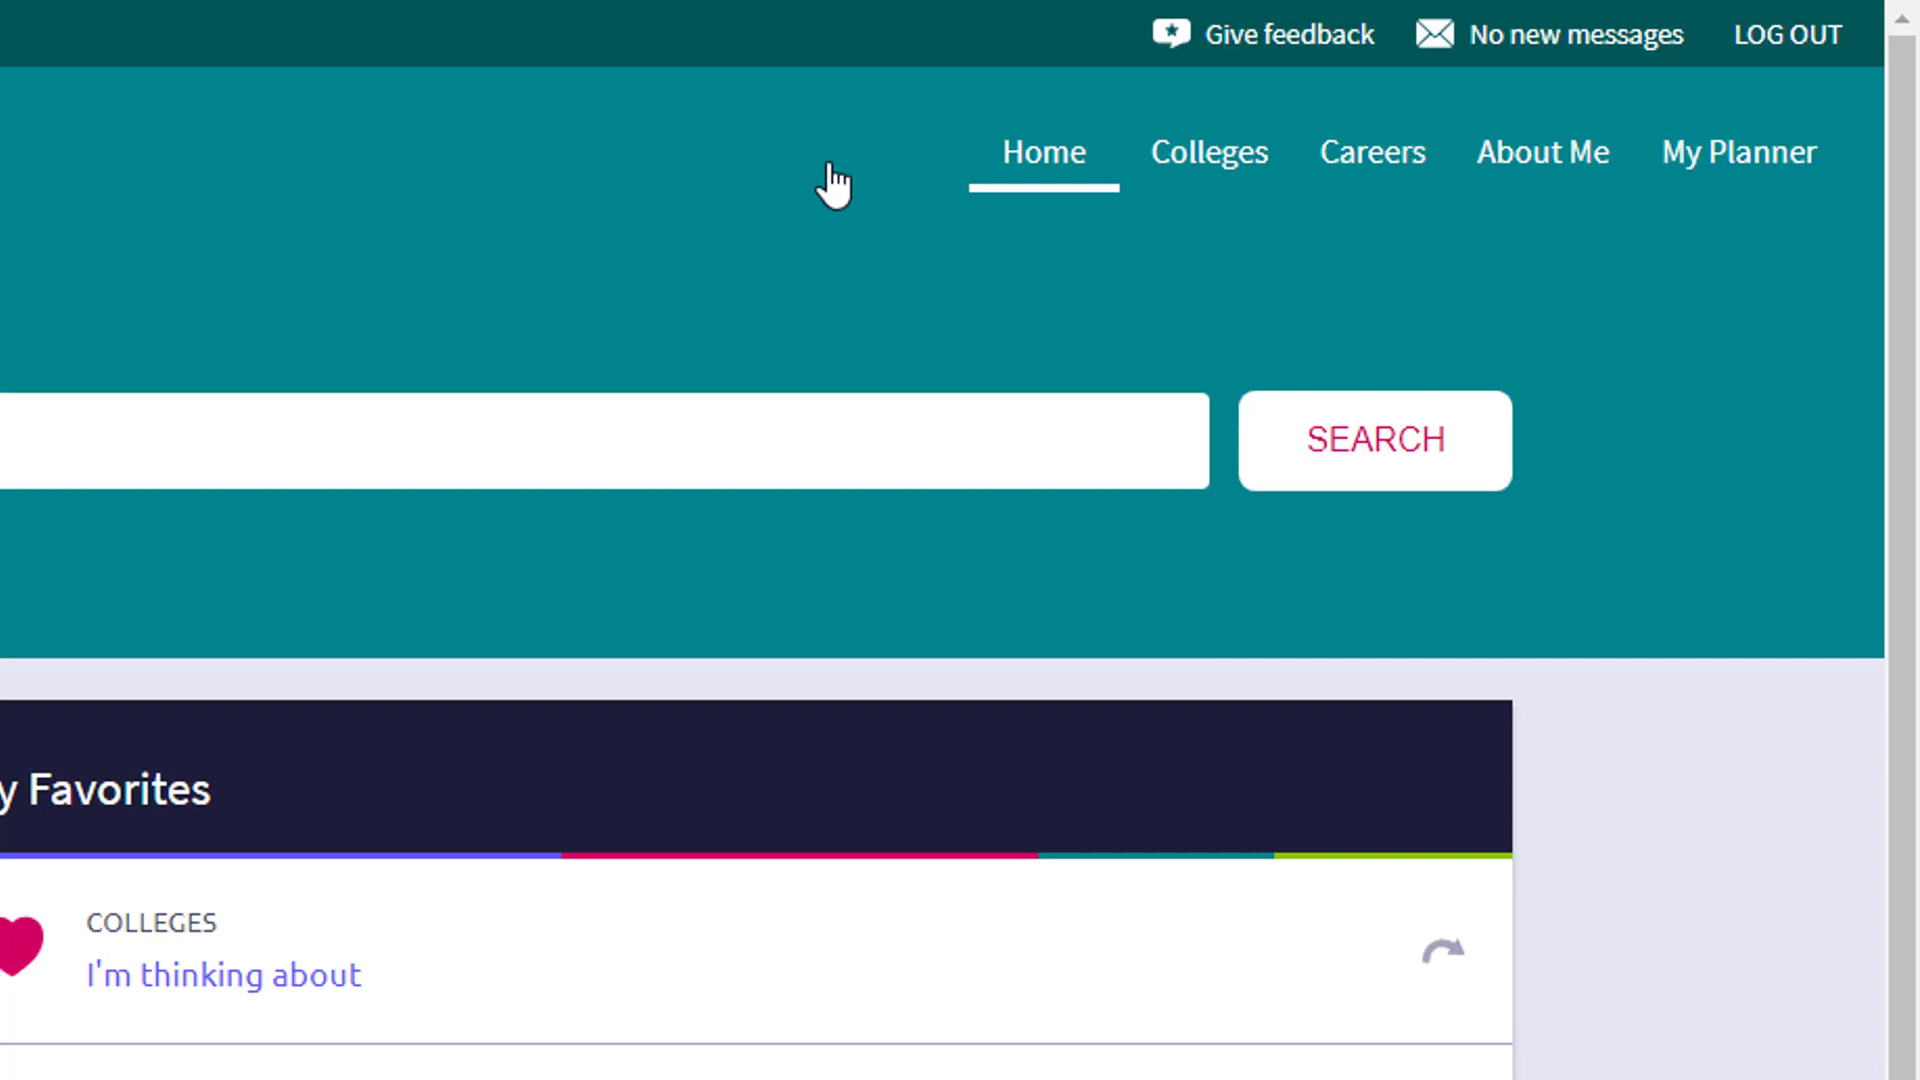 Give feedback No new messages LOG OUT
Home Colleges Careers About Me My Planner
SEARCH
y Favorites
COLLEGES
I'm thinking about